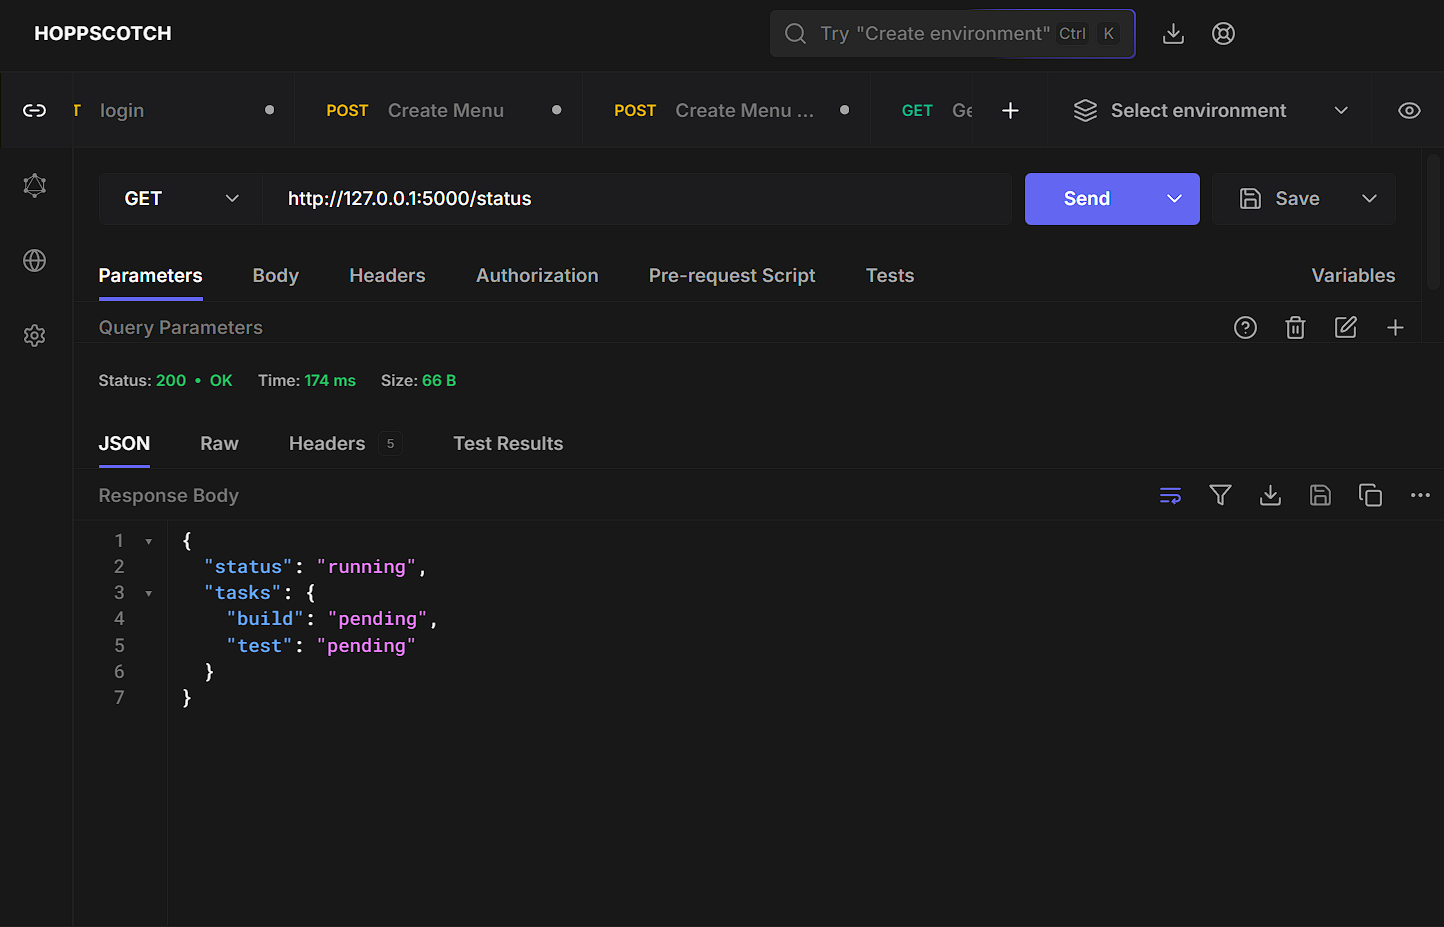 HOPPSCOTCH
Try "Create environment" Ctrl K
T login
POST Create Menu
POST Create Menu ...
GET Ge
Select environment
GET http://127.0.0.1:5000/status
Send
Save
Parameters Body Headers Authorization Pre-request Script Tests Variables
Query Parameters
Status: 200 • OK Time: 174 ms Size: 66 B
JSON Raw Headers 5 Test Results
Response Body
1 {
2 "status": "running",
3 "tasks": {
4 "build": "pending",
5 "test": "pending"
6 }
7 }